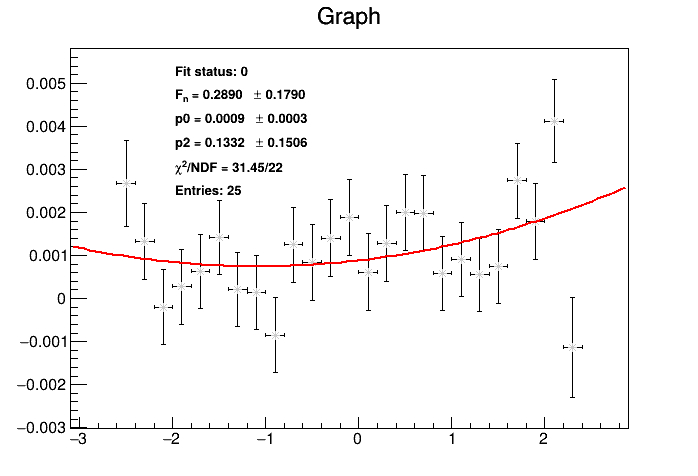 Graph
Fit status: 0
Fn = 0.2890 ± 0.1790
p0 = 0.0009 ± 0.0003
p2 = 0.1332 ± 0.1506
χ²/NDF = 31.45/22
Entries: 25
0.005
0.004
0.003
0.002
0.001
0
−0.001
−0.002
−0.003
−3 −2 −1 0 1 2